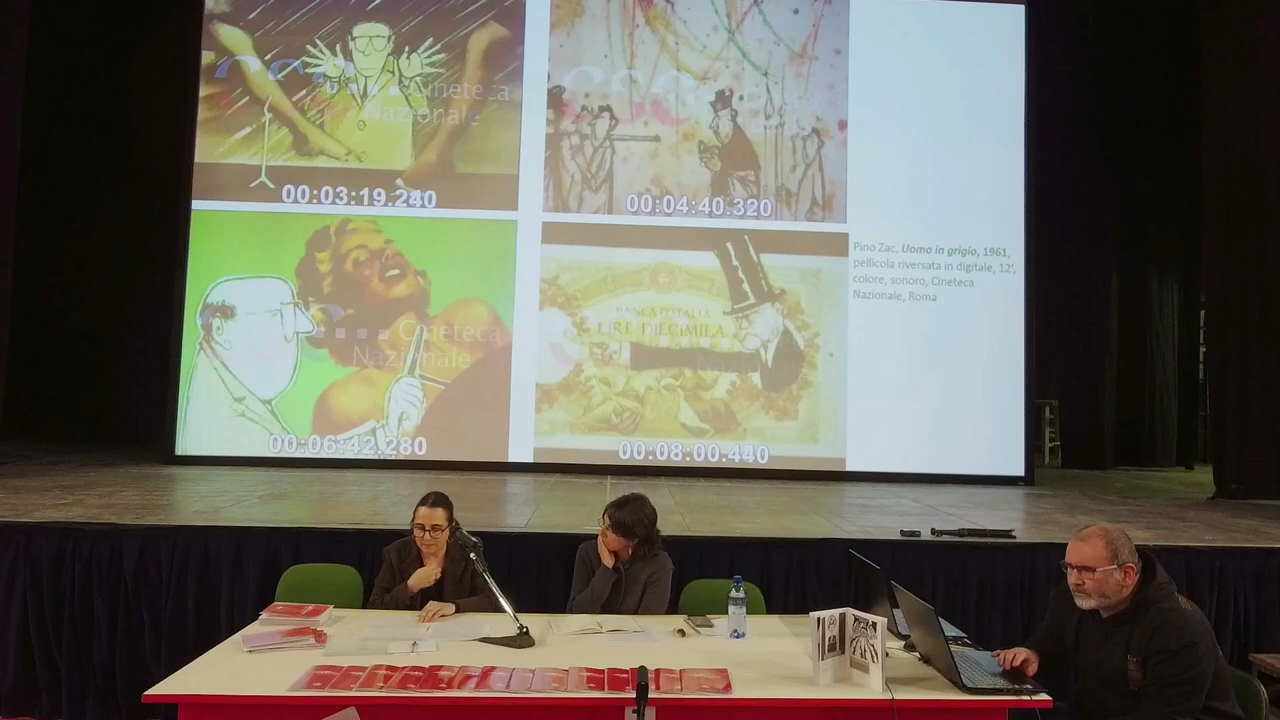 Cineteca
Nazionale
00:03:19.240
csc
00:04:40.320
Pino Zac, Uomo in grigio, 1961,
pellicola riversata in digitale, 12',
colore, sonoro, Cineteca
Nazionale, Roma
Cineteca
Nazionale
00:06:42.280
BANCA D'ITALIA
LIRE DIECIMILA
00:08:00.440